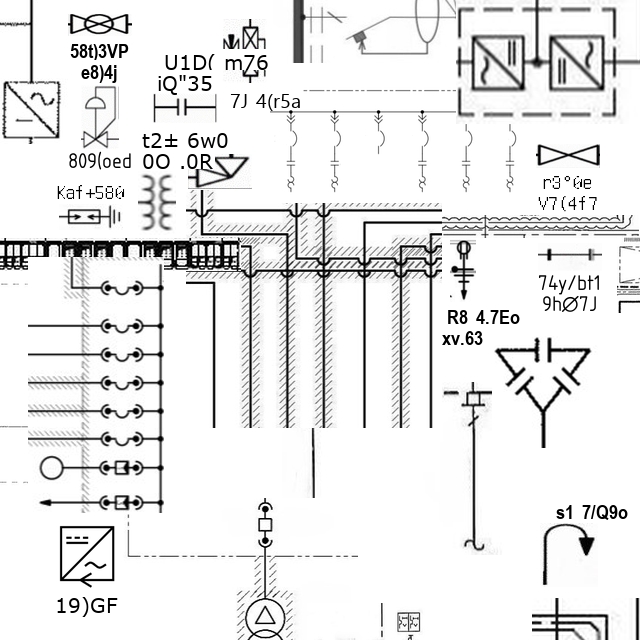 58t)3VP
e8)4j
U1D(
iQ"35
m76
7J 4(r5a
809(oed
t2± 6w0
0O .0R
Kaf+580
r3°0e
V7(4f7
74y/bt1
9hØ7J
R8 4.7Eo
xv.63
s1 7/Q9o
19)GF